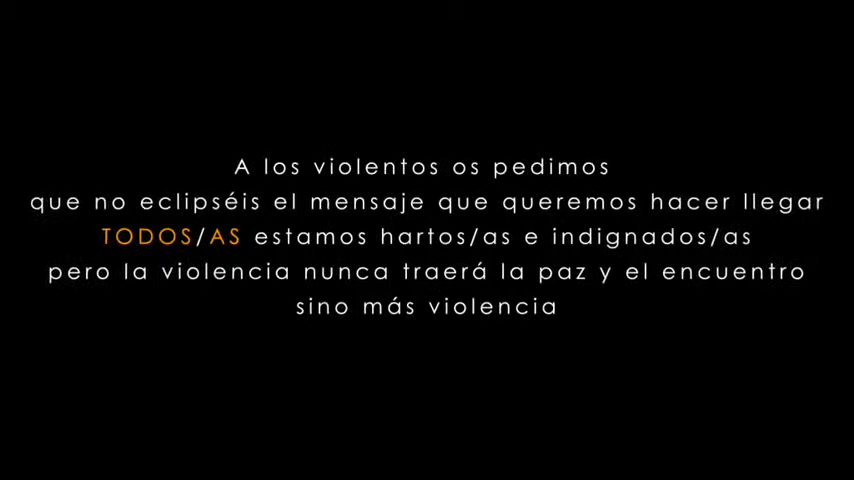 A los violentos os pedimos
que no eclipséis el mensaje que queremos hacer llegar
TODOS/AS estamos hartos/as e indignados/as
pero la violencia nunca traerá la paz y el encuentro
sino más violencia